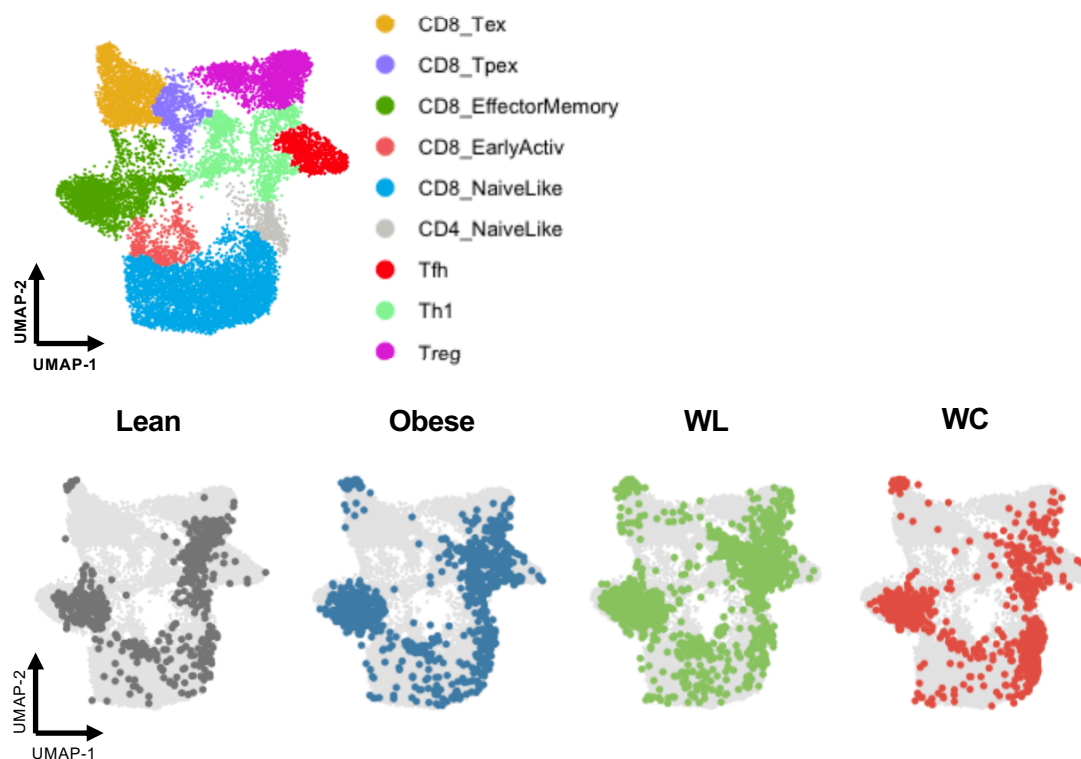 CD8_Tex
CD8_Tpex
CD8_EffectorMemory
CD8_EarlyActiv
CD8_NaiveLike
CD4_NaiveLike
Tfh
Th1
Treg
UMAP-2
UMAP-1
Lean Obese WL WC
UMAP-2
UMAP-1